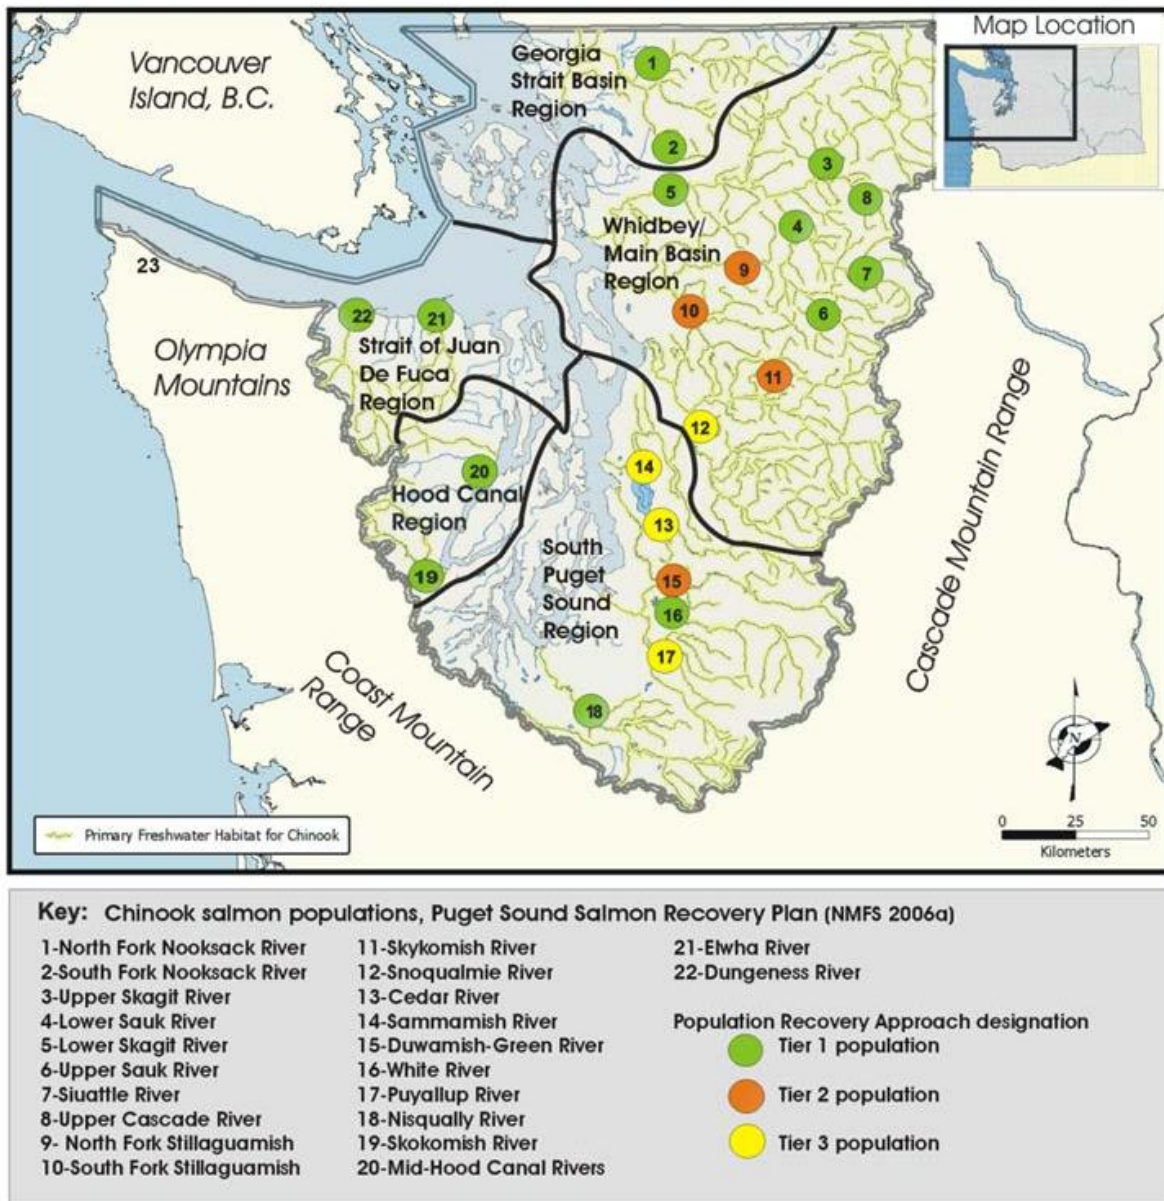 Map Location
Vancouver
Island, B.C.
Georgia
Strait Basin
Region
1
2
3
5
8
Whidbey/
Main Basin
Region
4
9
7
10
6
23
22
21
Strait of Juan
De Fuca
Region
Olympia
Mountains
11
12
14
20
Hood Canal
Region
13
South
Puget
Sound
Region
19
15
16
17
18
Cascade Mountain Range
Coast Mountain
Range
N
Primary Freshwater Habitat for Chinook
0 25 50
Kilometers
Key: Chinook salmon populations, Puget Sound Salmon Recovery Plan (NMFS 2006a)
1-North Fork Nooksack River
2-South Fork Nooksack River
3-Upper Skagit River
4-Lower Sauk River
5-Lower Skagit River
6-Upper Sauk River
7-Siuattle River
8-Upper Cascade River
9- North Fork Stillaguamish
10-South Fork Stillaguamish
11-Skykomish River
12-Snoqualmie River
13-Cedar River
14-Sammamish River
15-Duwamish-Green River
16-White River
17-Puyallup River
18-Nisqually River
19-Skokomish River
20-Mid-Hood Canal Rivers
21-Elwha River
22-Dungeness River
Population Recovery Approach designation
Tier 1 population
Tier 2 population
Tier 3 population